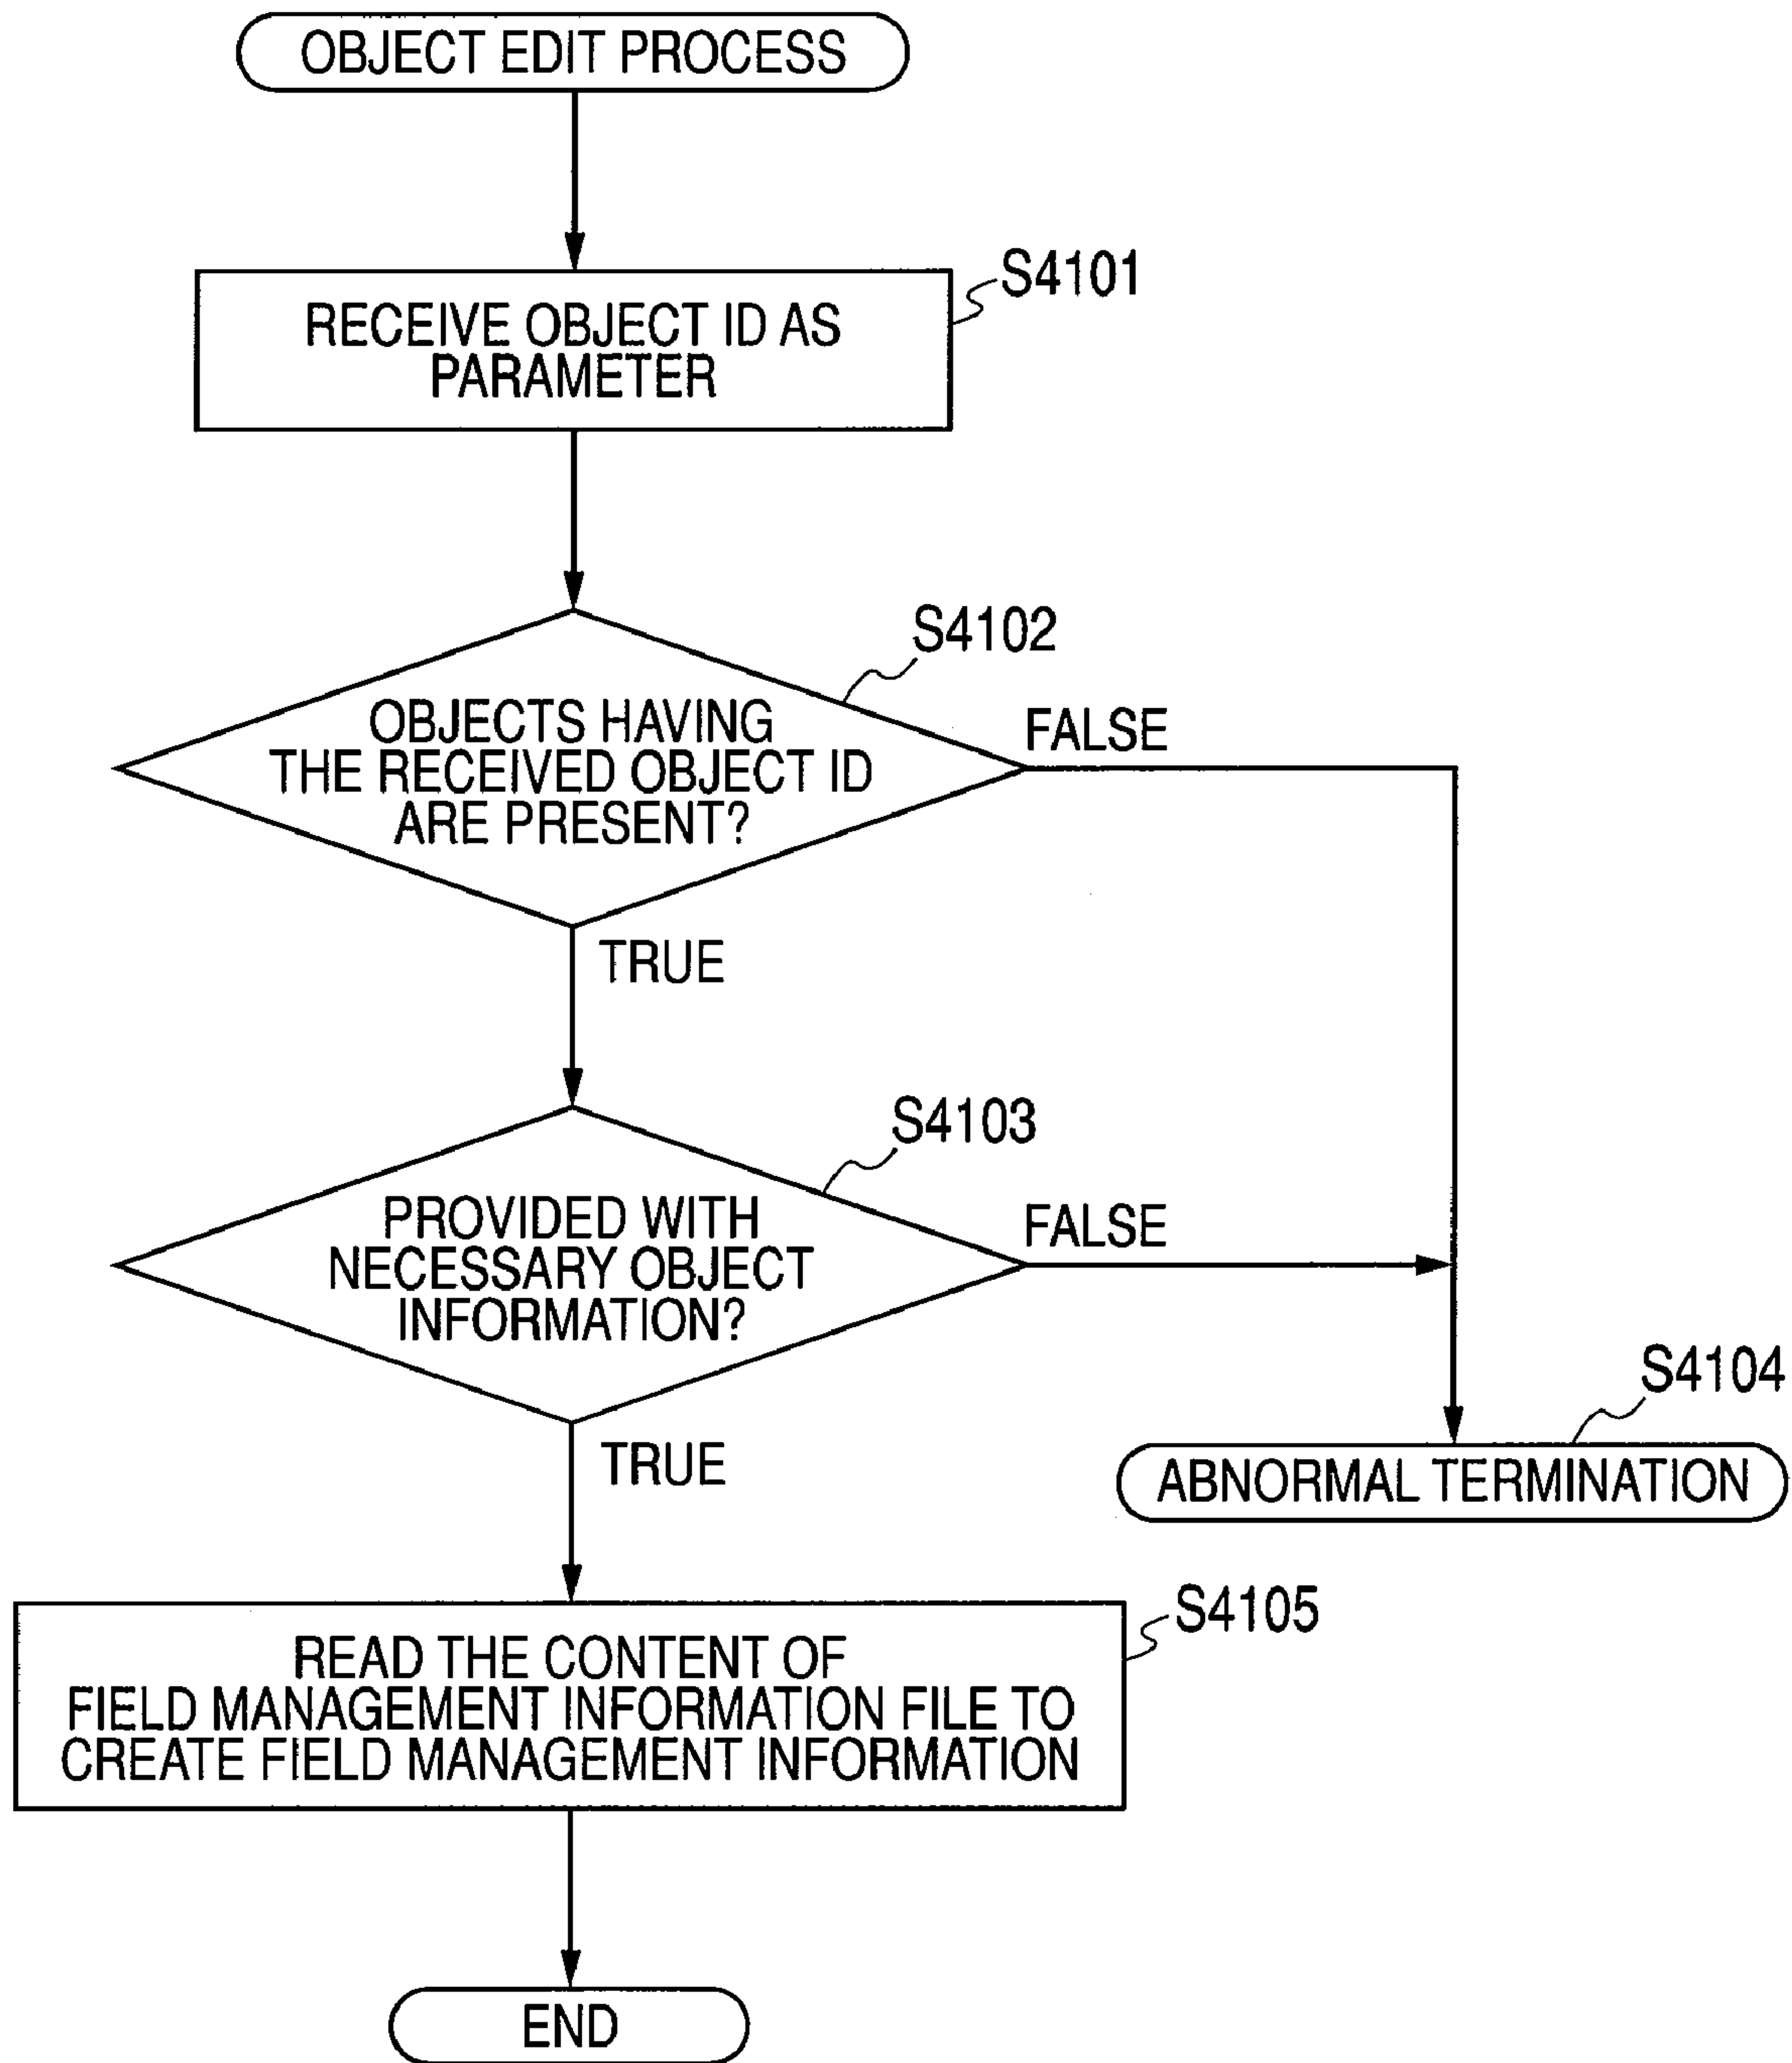 OBJECT EDIT PROCESS
S4101
RECEIVE OBJECT ID AS
PARAMETER
S4102
OBJECTS HAVING
THE RECEIVED OBJECT ID
ARE PRESENT?
FALSE
TRUE
S4103
PROVIDED WITH
NECESSARY OBJECT
INFORMATION?
FALSE
TRUE
S4104
ABNORMAL TERMINATION
S4105
READ THE CONTENT OF
FIELD MANAGEMENT INFORMATION FILE TO
CREATE FIELD MANAGEMENT INFORMATION
END